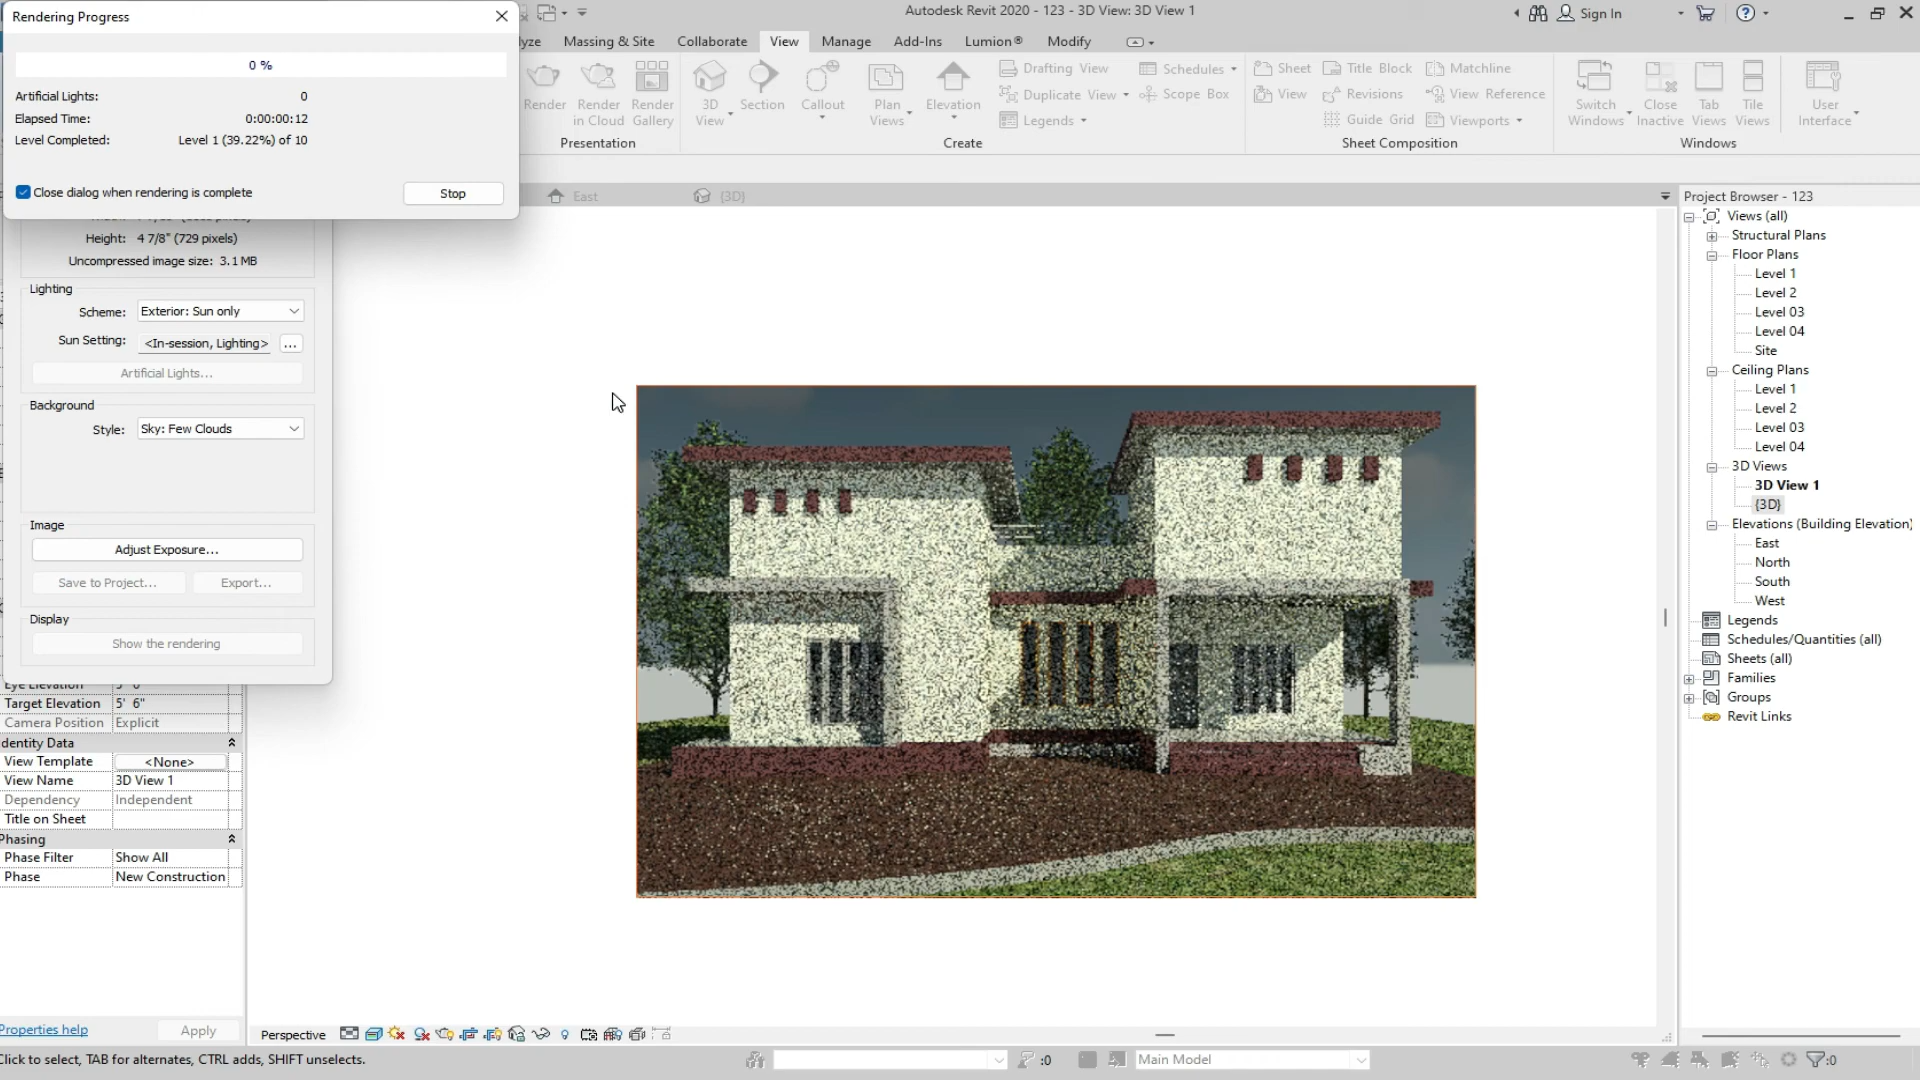 Rendering Progress
Autodesk Revit 2020 - 123 - 3D View: 3D View 1
Sign In
0 %
Artificial Lights: 0
Elapsed Time: 0:00:00:12
Level Completed: Level 1 (39.22%) of 10
Close dialog when rendering is complete
Stop
yze Massing & Site Collaborate View Manage Add-Ins Lumion® Modify
Render
Render in Cloud
Render Gallery
Presentation
3D View
Section
Callout
Plan Views
Elevation
Drafting View
Duplicate View
Legends
Schedules
Scope Box
Create
Sheet
View
Title Block
Revisions
Guide Grid
Matchline
View Reference
Viewports
Sheet Composition
Switch Windows
Close Inactive
Tab Views
Tile Views
Windows
User Interface
East
{3D}
Height: 4 7/8" (729 pixels)
Uncompressed image size: 3.1 MB
Lighting
Scheme: Exterior: Sun only
Sun Setting: <In-session, Lighting> ...
Artificial Lights...
Background
Style: Sky: Few Clouds
Image
Adjust Exposure...
Save to Project... Export...
Display
Show the rendering
Eye Elevation 5' 6"
Target Elevation 5' 6"
Camera Position Explicit
dentity Data
View Template <None>
View Name 3D View 1
Dependency Independent
Title on Sheet
Phasing
Phase Filter Show All
Phase New Construction
Properties help
Apply
Project Browser - 123
Views (all)
Structural Plans
Floor Plans
Level 1
Level 2
Level 03
Level 04
Site
Ceiling Plans
Level 1
Level 2
Level 03
Level 04
3D Views
3D View 1
{3D}
Elevations (Building Elevation)
East
North
South
West
Legends
Schedules/Quantities (all)
Sheets (all)
Families
Groups
Revit Links
Perspective
Click to select, TAB for alternates, CTRL adds, SHIFT unselects.
:0
Main Model
:0